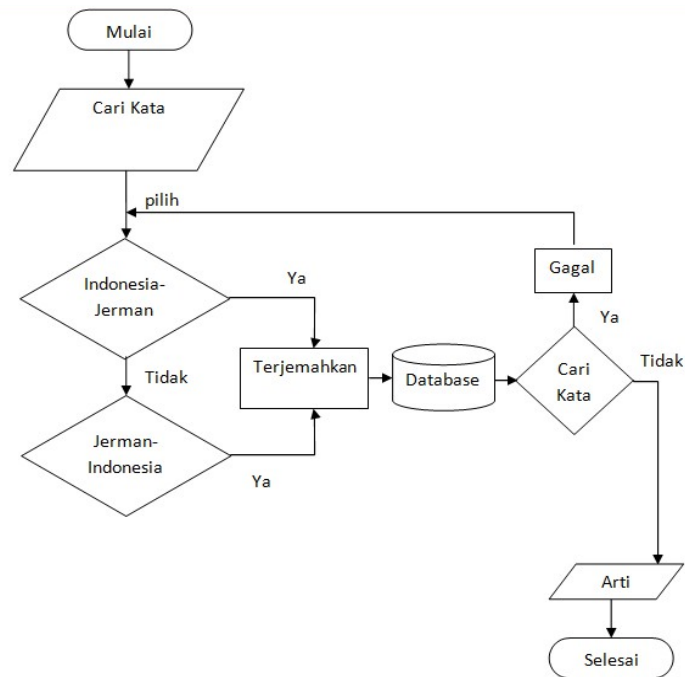 Mulai
Cari Kata
pilih
Indonesia-
Jerman
Ya
Tidak
Jerman-
Indonesia
Ya
Terjemahkan
Database
Gagal
Ya
Cari
Kata
Tidak
Arti
Selesai